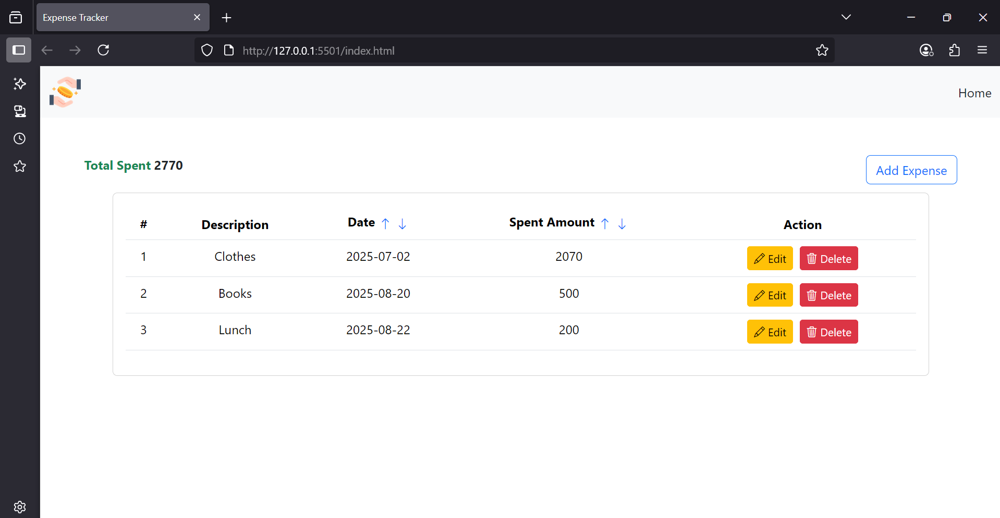 Expense Tracker
http://127.0.0.1:5501/index.html
Home
Total Spent 2770
Add Expense
# Description Date ↑ ↓ Spent Amount ↑ ↓ Action
1 Clothes 2025-07-02 2070 Edit Delete
2 Books 2025-08-20 500 Edit Delete
3 Lunch 2025-08-22 200 Edit Delete